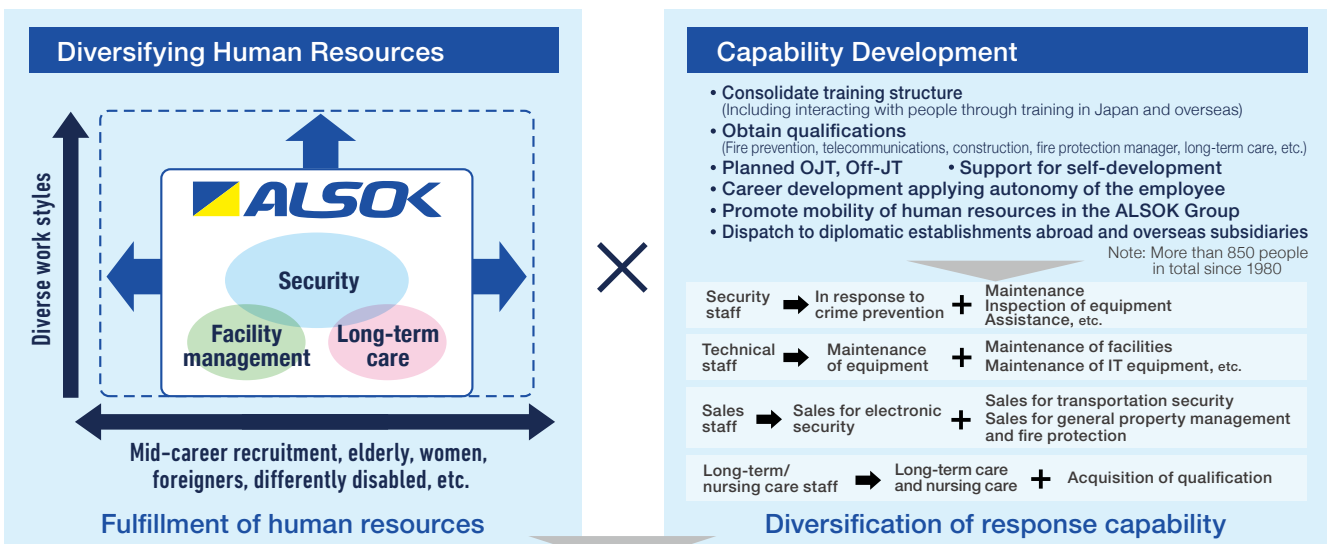 Diversifying Human Resources
Diverse work styles
ALSOK
Security
Facility
management
Long-term
care
Mid-career recruitment, elderly, women,
foreigners, differently disabled, etc.
Fulfillment of human resources
×
Capability Development
• Consolidate training structure
(Including interacting with people through training in Japan and overseas)
• Obtain qualifications
(Fire prevention, telecommunications, construction, fire protection manager, long-term care, etc.)
• Planned OJT, Off-JT • Support for self-development
• Career development applying autonomy of the employee
• Promote mobility of human resources in the ALSOK Group
• Dispatch to diplomatic establishments abroad and overseas subsidiaries
Note: More than 850 people
in total since 1980
Security
staff
In response to
crime prevention
+
Maintenance
Inspection of equipment
Assistance, etc.
Technical
staff
Maintenance
of equipment
+
Maintenance of facilities
Maintenance of IT equipment, etc.
Sales
staff
Sales for electronic
security
+
Sales for transportation security
Sales for general property management
and fire protection
Long-term/
nursing care staff
Long-term care
and nursing care
+
Acquisition of qualification
Diversification of response capability